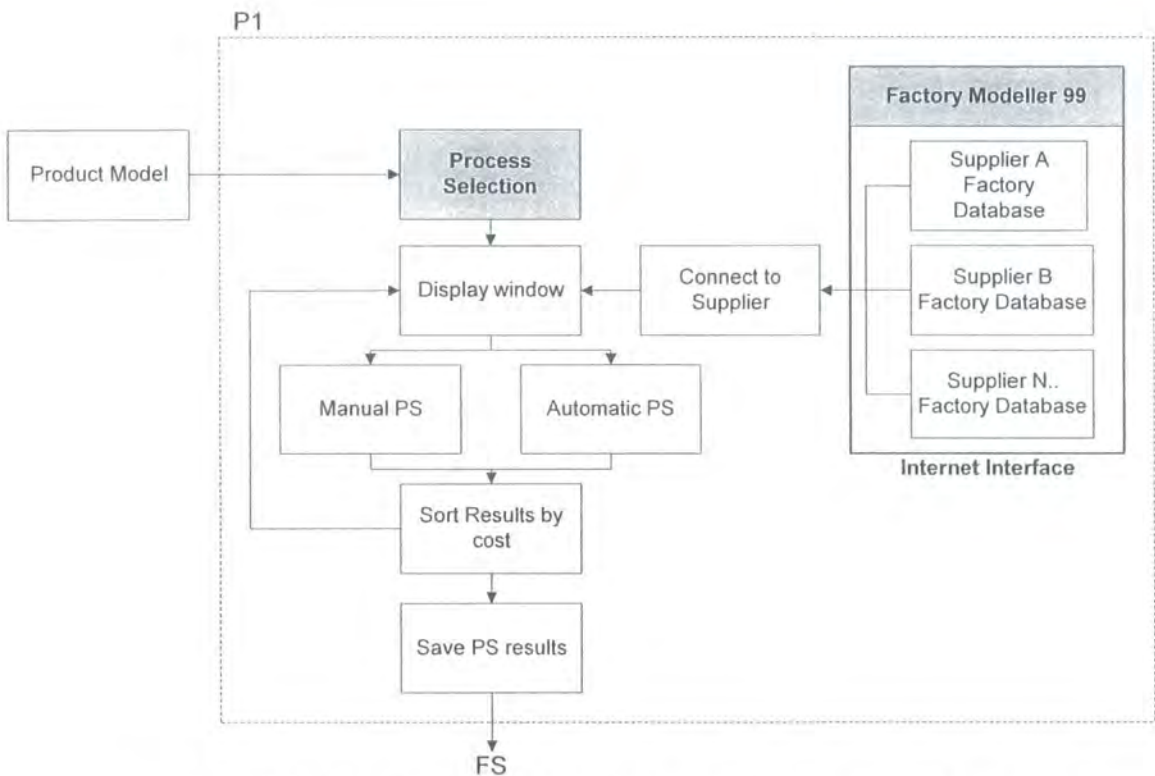 P1
Factory Modeller 99
Product Model
Process
Selection
Supplier A
Factory
Database
Display window
Connect to
Supplier
Supplier B
Factory Database
Manual PS
Automatic PS
Supplier N..
Factory Database
Internet Interface
Sort Results by
cost
Save PS results
FS